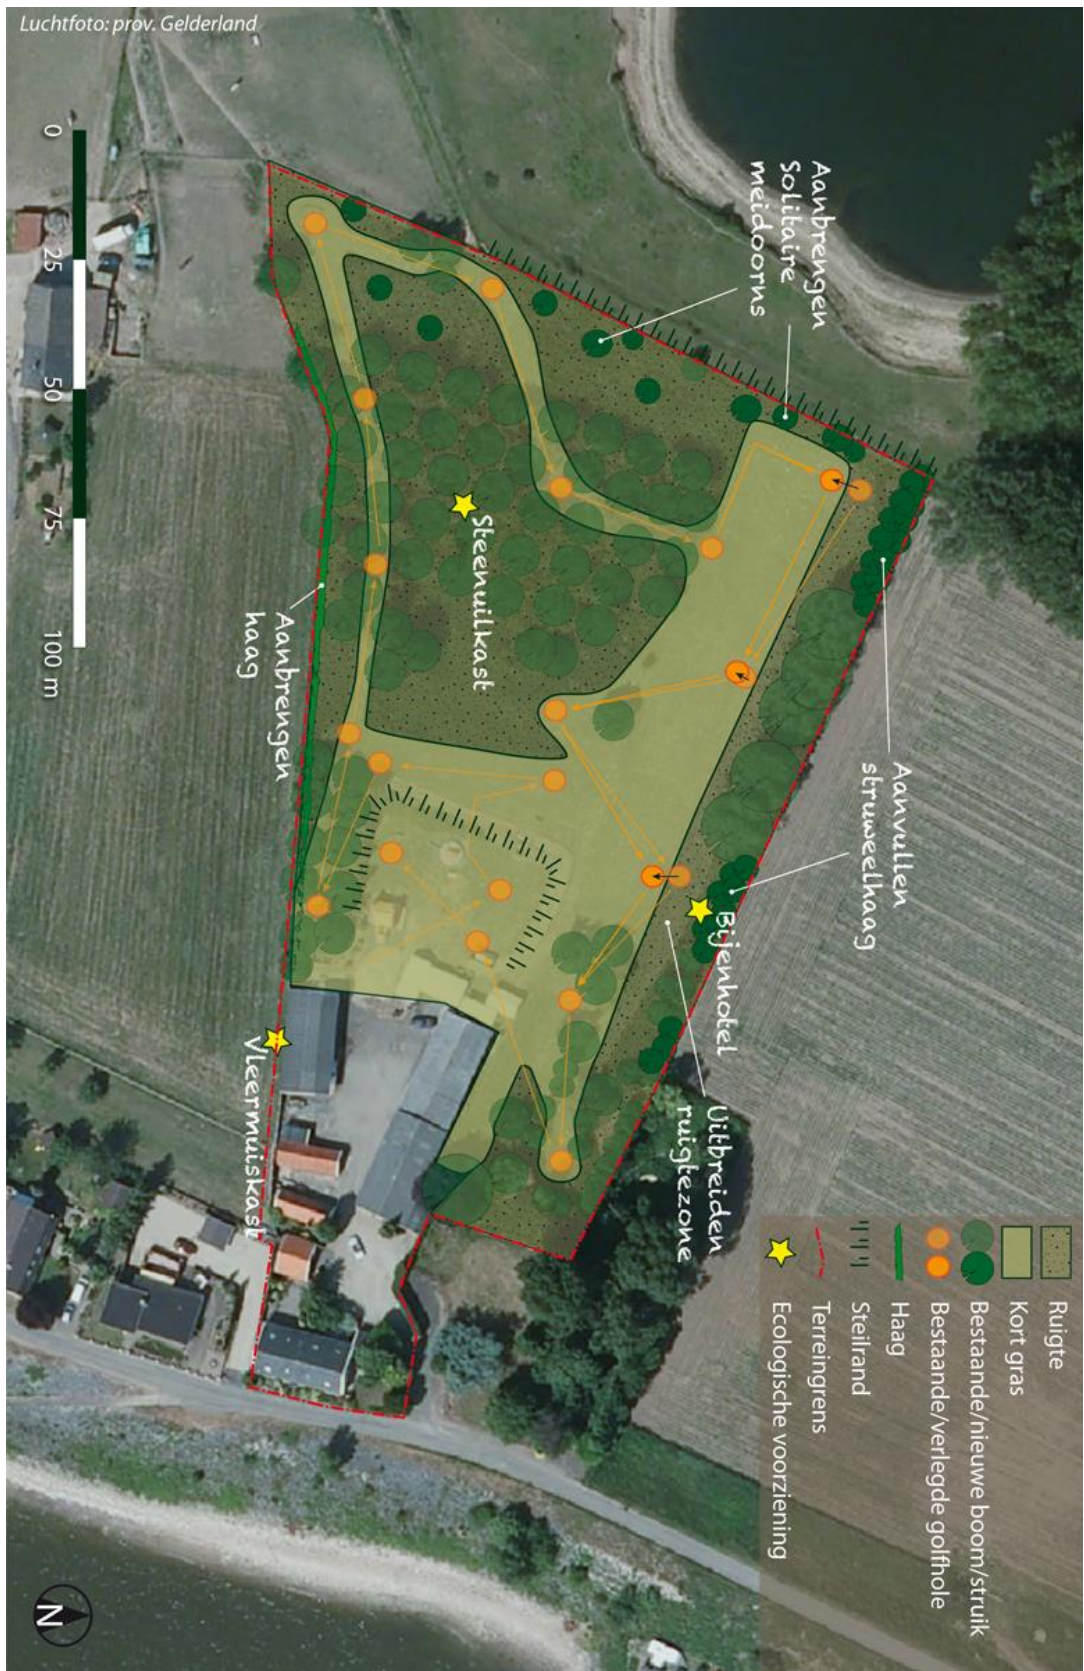 Luchtfoto: prov. Gelderland
0
25
50
75
100 m
Aanbrengen
Solitaire
meidoorns
Steenuilkast
Aanbrengen
haag
Aanvullen
struweelhaag
Bijenhotel
Uitbreiden
ruigtezone
Vleermuiskast
Ruigte
Kort gras
Bestaande/nieuwe boom/struik
Bestaande/verlegde golfhole
Haag
Steilrand
Terreingrens
Ecologische voorziening
N